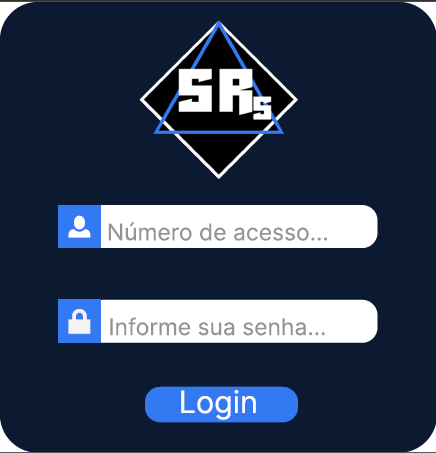 SRs
Número de acesso...
Informe sua senha...
Login